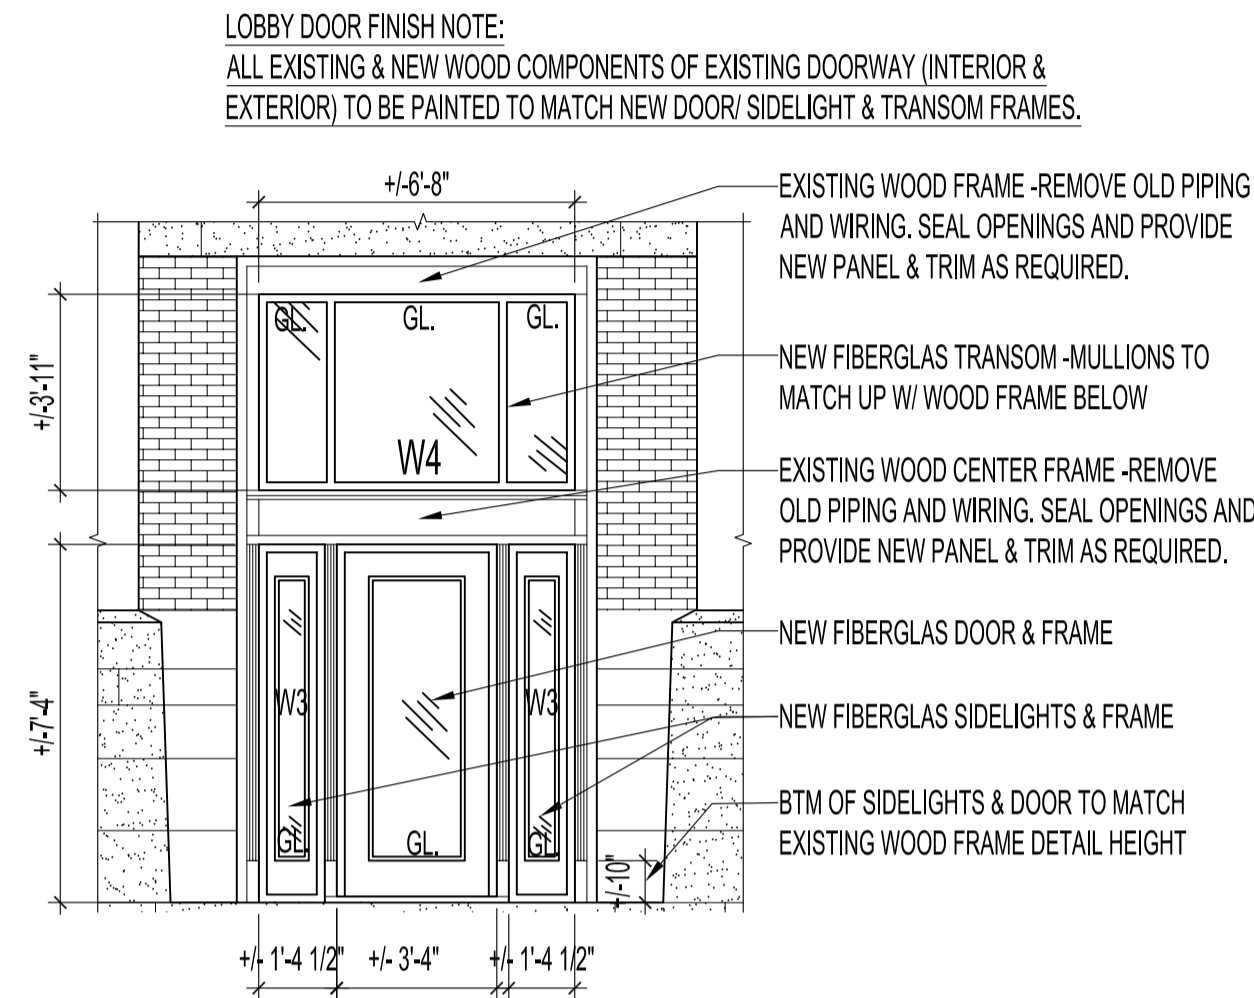 LOBBY DOOR FINISH NOTE:
ALL EXISTING & NEW WOOD COMPONENTS OF EXISTING DOORWAY (INTERIOR &
EXTERIOR) TO BE PAINTED TO MATCH NEW DOOR/ SIDELIGHT & TRANSOM FRAMES.
+/-6'-8"
EXISTING WOOD FRAME -REMOVE OLD PIPING
AND WIRING. SEAL OPENINGS AND PROVIDE
NEW PANEL & TRIM AS REQUIRED.
GL.
GL.
GL.
+/-3'-11"
NEW FIBERGLAS TRANSOM -MULLIONS TO
MATCH UP W/ WOOD FRAME BELOW
W4
EXISTING WOOD CENTER FRAME -REMOVE
OLD PIPING AND WIRING. SEAL OPENINGS AND
PROVIDE NEW PANEL & TRIM AS REQUIRED.
NEW FIBERGLAS DOOR & FRAME
W3
W3
+/-7'-4"
NEW FIBERGLAS SIDELIGHTS & FRAME
BTM OF SIDELIGHTS & DOOR TO MATCH
EXISTING WOOD FRAME DETAIL HEIGHT
GL.
GL.
GL.
+/-10"
+/- 1'-4 1/2"
+/- 3'-4"
+/- 1'-4 1/2"